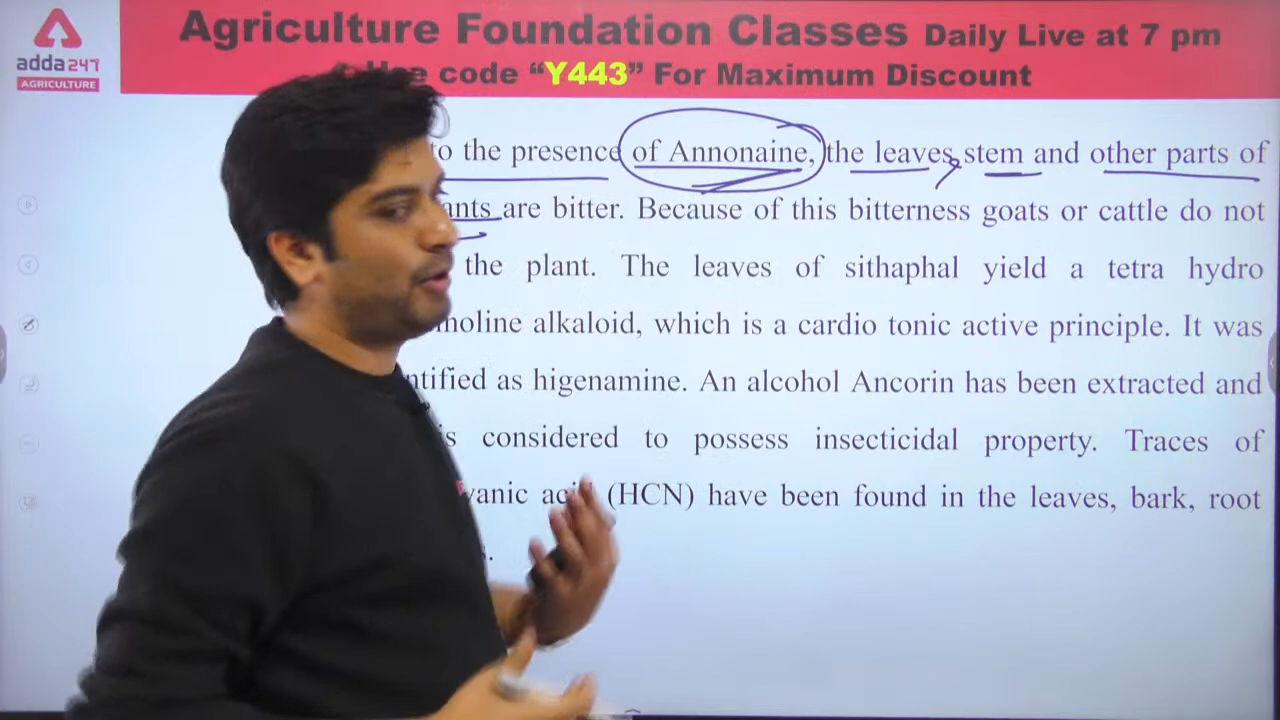 Agriculture Foundation Classes Daily Live at 7 pm
code “Y443” For Maximum Discount
adda247
AGRICULTURE
to the presence of Annonaine, the leaves, stem and other parts of
are bitter. Because of this bitterness goats or cattle do not
the plant. The leaves of sithaphal yield a tetra hydro
alkaloid, which is a cardio tonic active principle. It was
as higenamine. An alcohol Ancorin has been extracted and
is considered to possess insecticidal property. Traces of
(HCN) have been found in the leaves, bark, root